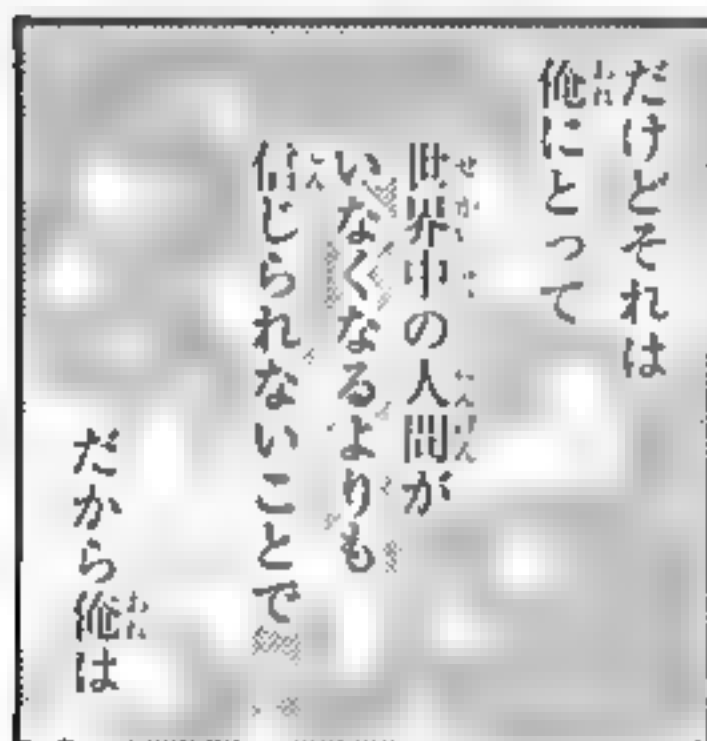 だけどそれは
俺にとって
世界中の人間が
いなくなるよりも
信じられないことで
だから俺は